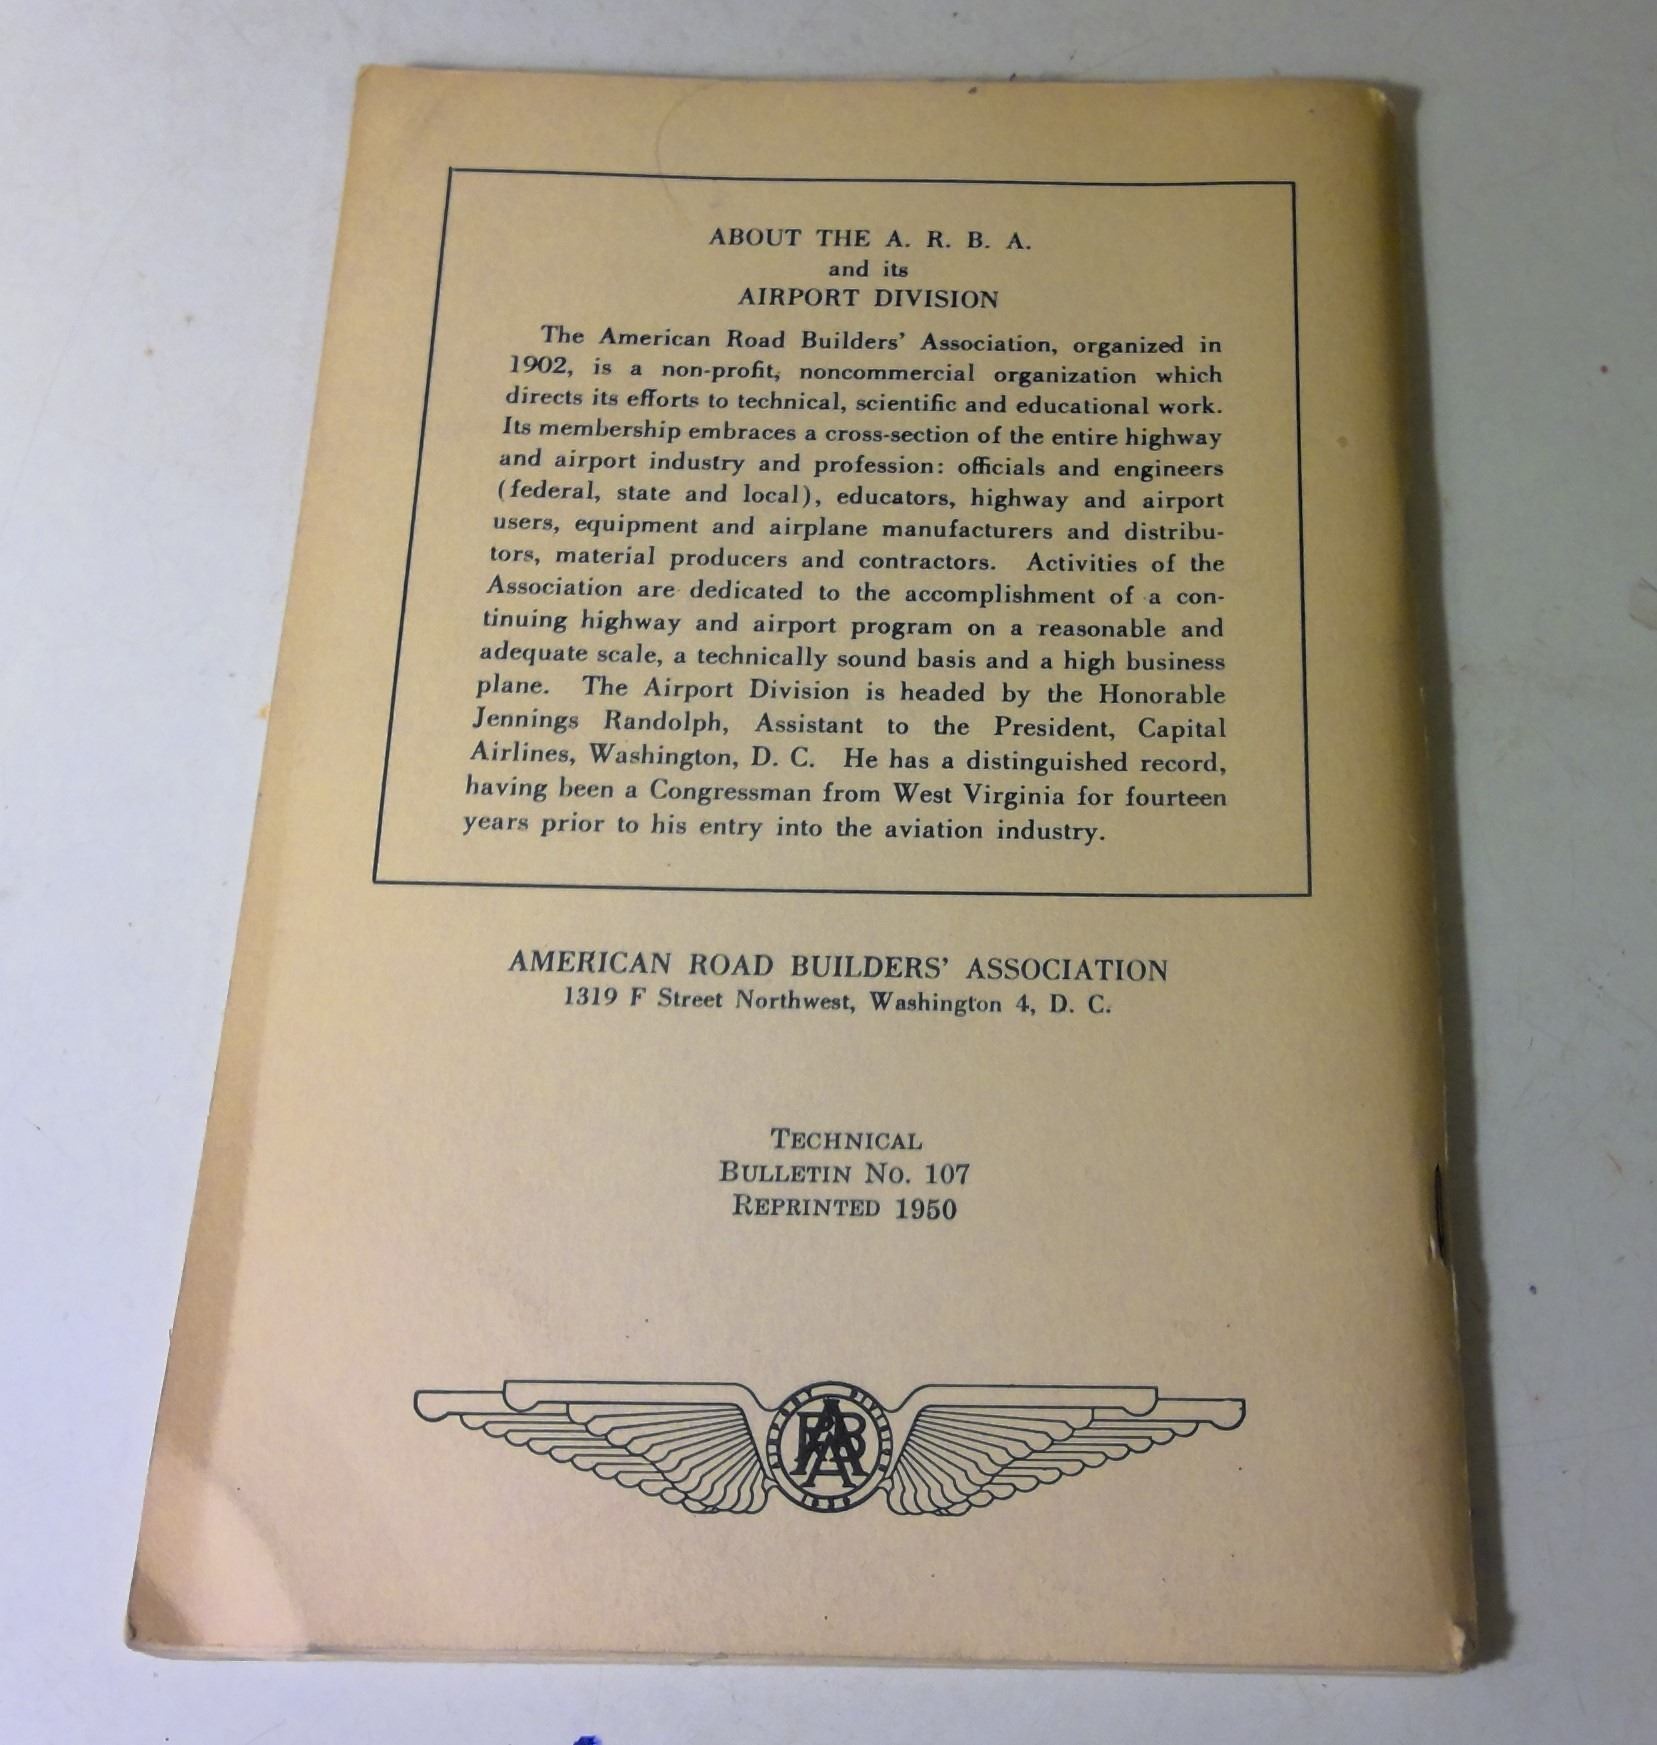 ABOUT THE A. R. B. A.
and its
AIRPORT DIVISION
The American Road Builders' Association, organized in
1902, is a non-profit, noncommercial organization which
directs its efforts to technical, scientific and educational work.
Its membership embraces a cross-section of the entire highway
and airport industry and profession: officials and engineers
(federal, state and local), educators, highway and airport
users, equipment and airplane manufacturers and distribu-
tors, material producers and contractors. Activities of the
Association are dedicated to the accomplishment of a con-
tinuing highway and airport program on a reasonable and
adequate scale, a technically sound basis and a high business
plane. The Airport Division is headed by the Honorable
Jennings Randolph, Assistant to the President, Capital
Airlines, Washington, D. C. He has a distinguished record,
having been a Congressman from West Virginia for fourteen
years prior to his entry into the aviation industry.
AMERICAN ROAD BUILDERS' ASSOCIATION
1319 F Street Northwest, Washington 4, D. C.
TECHNICAL
BULLETIN NO. 107
REPRINTED 1950
AIRPORT DIVISION
ARBA